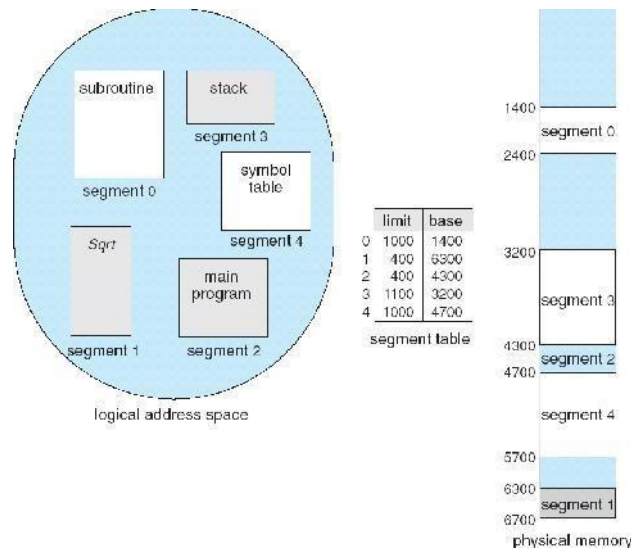 subroutine
stack
segment 3
segment 0
symbol
table
segment 4
Sqrt
main
program
segment 1
segment 2
logical address space
limit base
0 1000 1400
1 400 6300
2 400 4300
3 1100 3200
4 1000 4700
segment table
1400
segment 0
2400
3200
segment 3
4300
segment 2
4700
segment 4
5700
6300
segment 1
6700
physical memory